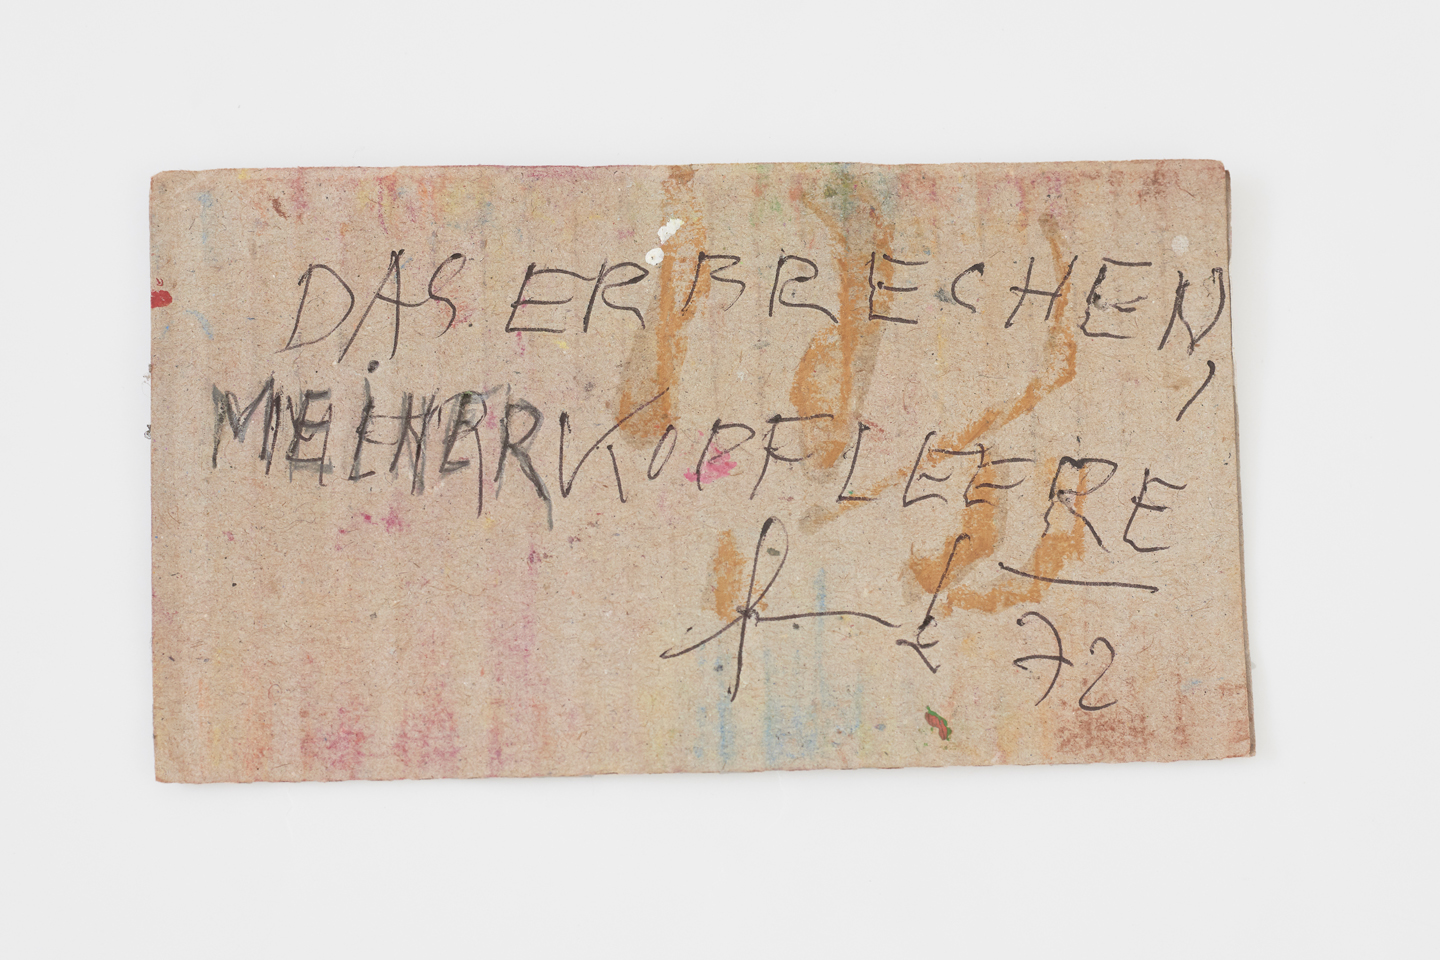 DAS ERBRECHEN,
MEiNER KOPFLEERE
72